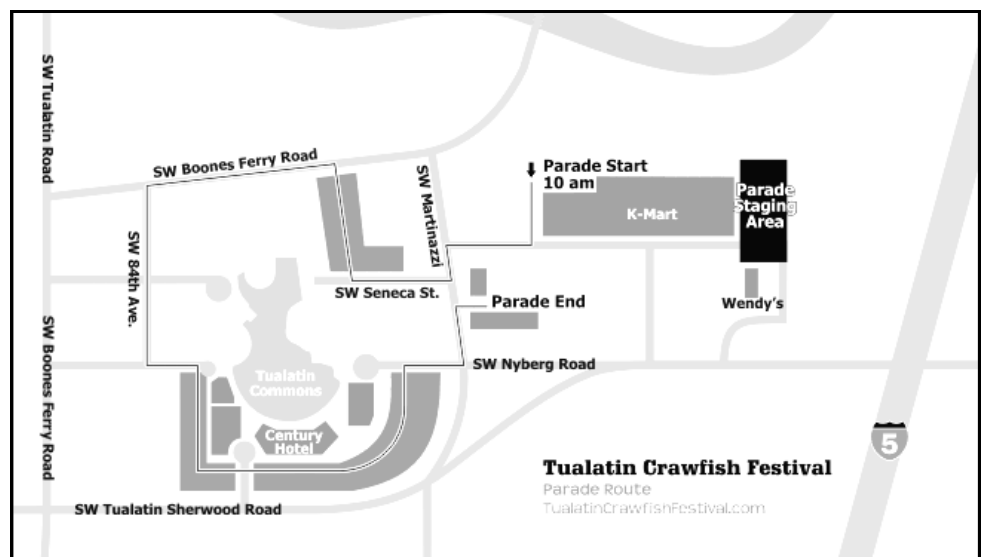 SW Tualatin Road
SW Boones Ferry Road
SW Martinazzi
Parade Start
10 am
K-Mart
Parade
Staging
Area
SW 84th Ave.
SW Seneca St.
Parade End
Wendy's
SW Boones Ferry Road
SW Nyberg Road
Tualatin
Commons
Century
Hotel
5
Tualatin Crawfish Festival
Parade Route
TualatinCrawfishFestival.com
SW Tualatin Sherwood Road